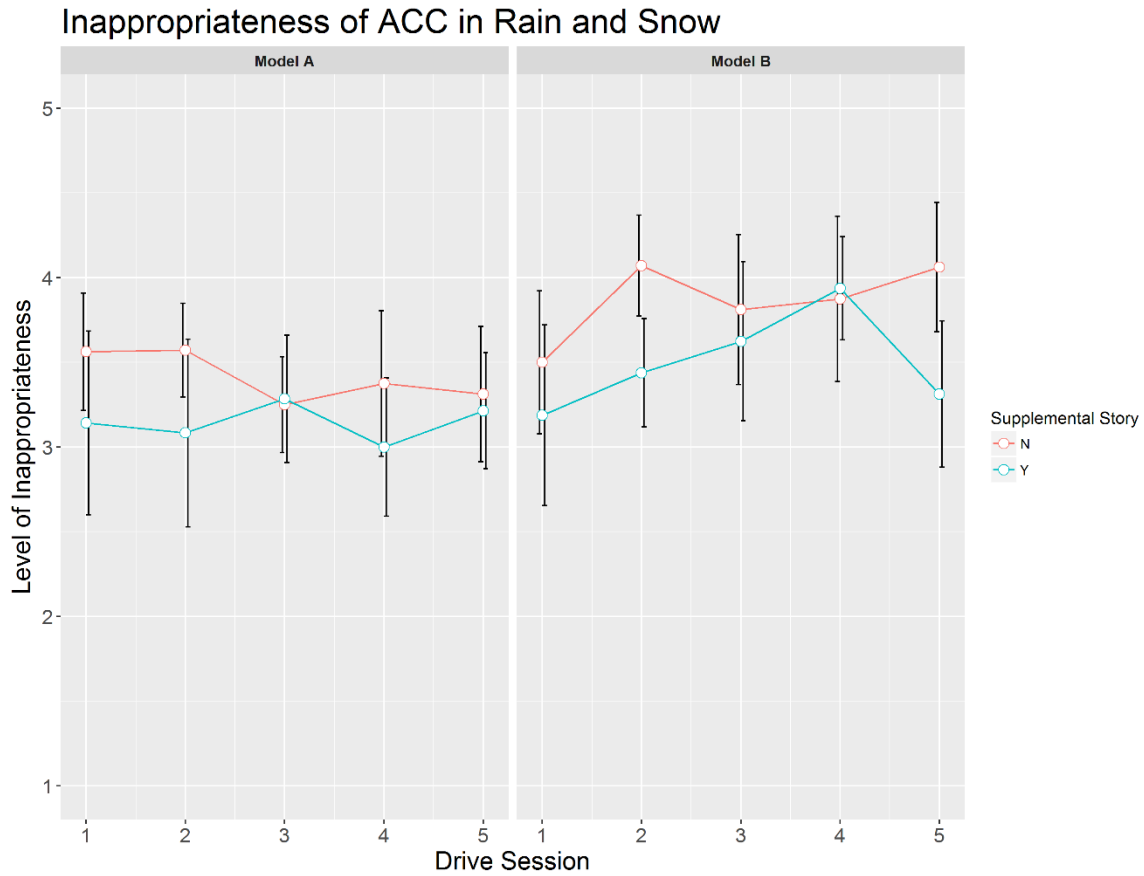 Inappropriateness of ACC in Rain and Snow
Model A
Model B
Level of Inappropriateness
5
4
3
2
1
1 2 3 4 5
1 2 3 4 5
Drive Session
Supplemental Story
N
Y